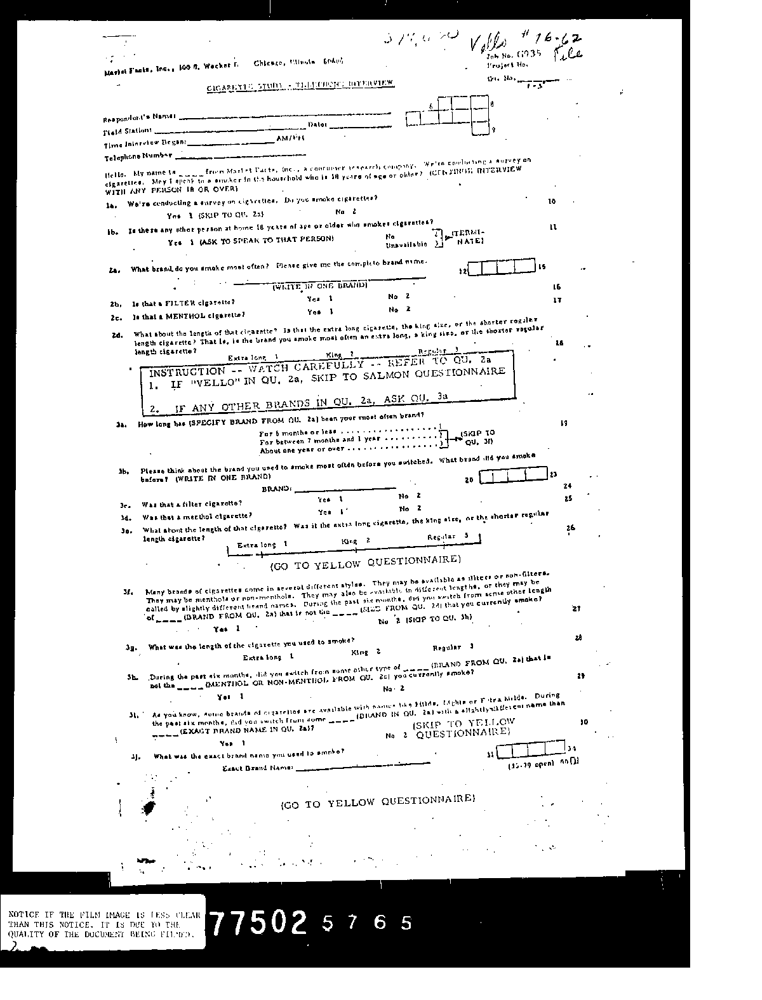 Vello # 76-62
File
Market Facts, Inc., 100 S. Wacker Chicago, Illinois 60606
Job No. 6935
Project No.
Qu. No.
1-5
CIGARETTE STUDY - TELEPHONE INTERVIEW
Respondent's Name:
6 8
Field Station: Date:
9
Time Interview Began: AM/PM
Telephone Number
Hello. My name is ____ from Market Facts, Inc., a consumer research company. We're conducting a survey on
cigarettes. May I speak to a smoker in the household who is 18 years of age or older? (CONTINUE INTERVIEW
WITH ANY PERSON 18 OR OVER)
1a. We're conducting a survey on cigarettes. Do you smoke cigarettes? 10
Yes 1 (SKIP TO QU. 2a) No 2
1b. Is there any other person at home 18 years of age or older who smokes cigarettes? 11
Yes 1 (ASK TO SPEAK TO THAT PERSON) No 2 (TERMI-
Unavailable 3 NATE)
2a. What brand do you smoke most often? Please give me the complete brand name.
12 15
(WRITE IN ONE BRAND)
16
2b. Is that a FILTER cigarette? Yes 1 No 2
17
2c. Is that a MENTHOL cigarette? Yes 1 No 2
2d. What about the length of that cigarette? Is that the extra long cigarette, the king size, or the shorter regular
length cigarette? That is, is the brand you smoke most often an extra long, a king size, or the shorter regular
length cigarette? 18
Extra long 1 King 2 Regular 3
INSTRUCTION -- WATCH CAREFULLY -- REFER TO QU. 2a
1. IF "VELLO" IN QU. 2a, SKIP TO SALMON QUESTIONNAIRE
2. IF ANY OTHER BRANDS IN QU. 2a, ASK QU. 3a
3a. How long has (SPECIFY BRAND FROM QU. 2a) been your most often brand? 19
For 6 months or less .................. 1
For between 7 months and 1 year .......... (SKIP TO
About one year or over ................ QU. 3f)
3b. Please think about the brand you used to smoke most often before you switched. What brand did you smoke
before? (WRITE IN ONE BRAND)
20 23
BRAND:
24
3c. Was that a filter cigarette? Yes 1 No 2
25
3d. Was that a menthol cigarette? Yes 1 No 2
3e. What about the length of that cigarette? Was it the extra long cigarette, the king size, or the shorter regular
length cigarette? 26
Extra long 1 King 2 Regular 3
(GO TO YELLOW QUESTIONNAIRE)
3f. Many brands of cigarettes come in several different styles. They may be available as filters or non-filters.
They may be menthols or non-menthols. They may also be available in different lengths, or they may be
called by slightly different brand names. During the past six months, did you switch from some other length
of ____ (BRAND FROM QU. 2a) that is not the ____ (SIZE FROM QU. 2d) that you currently smoke? 27
Yes 1 No 2 (SKIP TO QU. 3h)
3g. What was the length of the cigarette you used to smoke? 28
Extra long 1 King 2 Regular 3
3h. During the past six months, did you switch from some other type of ____ (BRAND FROM QU. 2a) that is
not the ____ (MENTHOL OR NON-MENTHOL FROM QU. 2c) you currently smoke? 29
Yes 1 No 2
3i. As you know, some brands of cigarettes are available with names like Milds, Lights or Extra Milds. During
the past six months, did you switch from some ____ (BRAND IN QU. 2a) with a slightly different name than
____ (EXACT BRAND NAME IN QU. 2a)? 30
Yes 1 No 2 (SKIP TO YELLOW
QUESTIONNAIRE)
3j. What was the exact brand name you used to smoke? 31 34
Exact Brand Name:
(35-79 open) 80[]
(GO TO YELLOW QUESTIONNAIRE)
NOTICE IF THE FILM IMAGE IS LESS CLEAR
THAN THIS NOTICE, IT IS DUE TO THE
QUALITY OF THE DOCUMENT BEING FILMED.
77502 5765